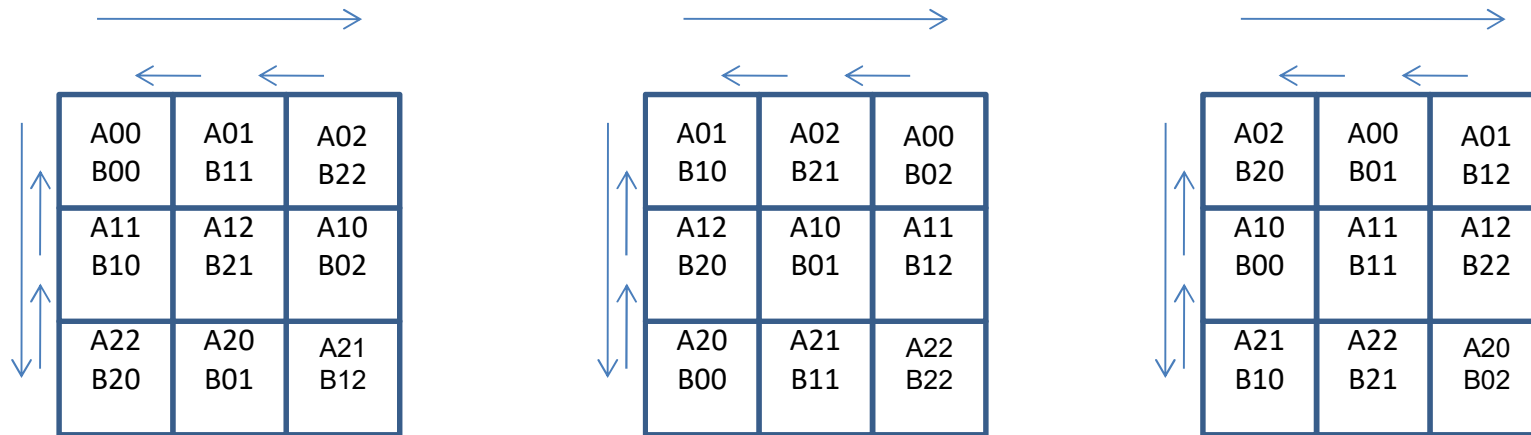 A00 A01 A02
B00 B11 B22
A11 A12 A10
B10 B21 B02
A22 A20 A21
B20 B01 B12
A01 A02 A00
B10 B21 B02
A12 A10 A11
B20 B01 B12
A20 A21 A22
B00 B11 B22
A02 A00 A01
B20 B01 B12
A10 A11 A12
B00 B11 B22
A21 A22 A20
B10 B21 B02